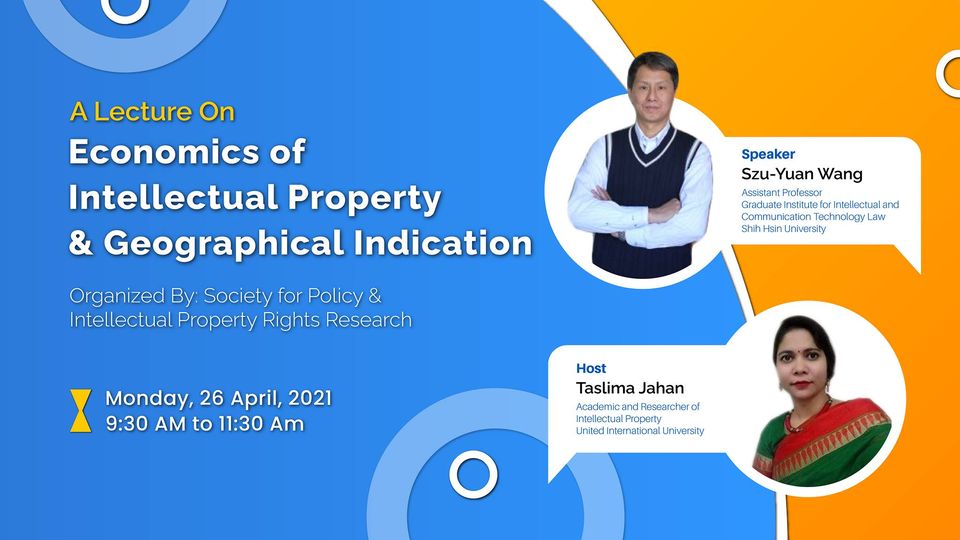 A Lecture On
Economics of
Intellectual Property
& Geographical Indication
Organized By: Society for Policy &
Intellectual Property Rights Research
Monday, 26 April, 2021
9:30 AM to 11:30 Am
Speaker
Szu-Yuan Wang
Assistant Professor
Graduate Institute for Intellectual and
Communication Technology Law
Shih Hsin University
Host
Taslima Jahan
Academic and Researcher of
Intellectual Property
United International University